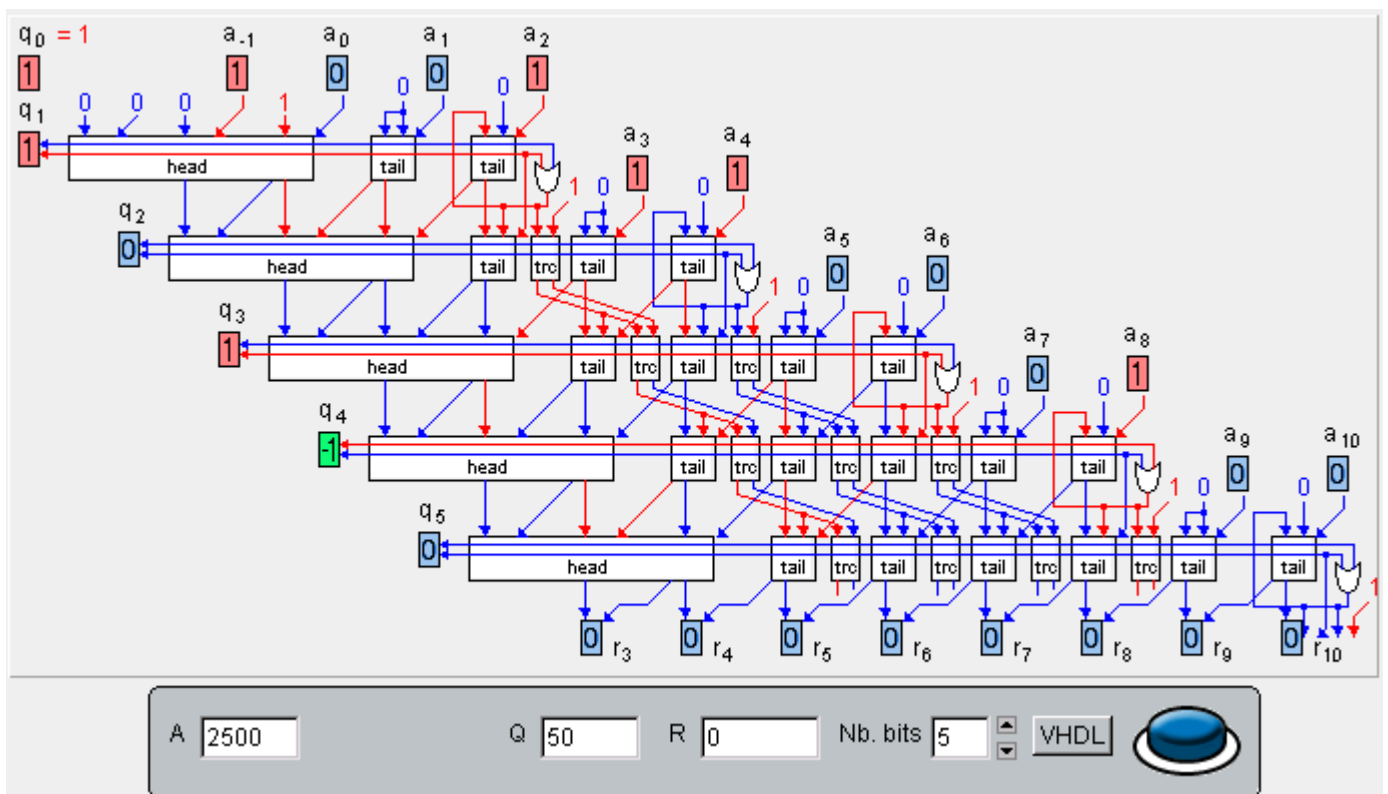 q0 = 1 a-1 a0 a1 a2
1 1 0 0 1
q1 0 0 0 1 0 0
1 head tail tail a3 a4
1 0 1 0 1
q2
0 head tail trc tail tail a5 a6
1 0 0 0 0
q3
1 head tail trc tail trc tail tail a7 a8
1 0 0 0 1
q4
-1 head tail trc tail trc tail trc tail tail a9 a10
1 0 0 0 0
q5
0 head tail trc tail trc tail trc tail trc tail tail
1
0 r3 0 r4 0 r5 0 r6 0 r7 0 r8 0 r9 0 r10
A 2500 Q 50 R 0 Nb. bits 5 VHDL